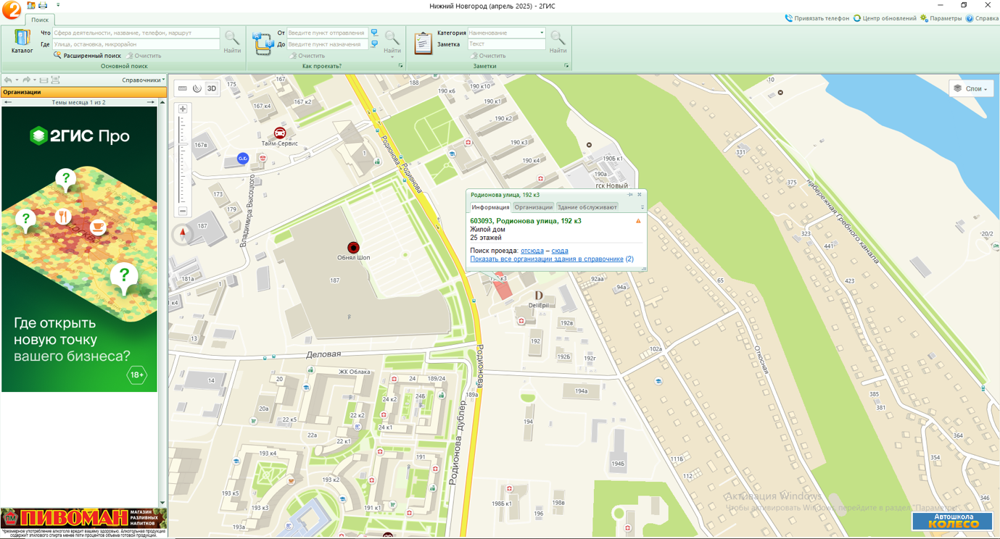 Нижний Новгород (апрель 2025) - 2ГИС
Поиск
Привязать телефон
Центр обновлений
Параметры
Справка
Каталог
Что
Сфера деятельности, название, телефон, маршрут
Где
Улица, остановка, микрорайон
Расширенный поиск
Очистить
Найти
Основной поиск
От
Введите пункт отправления
До
Введите пункт назначения
Очистить
Найти
Как проехать?
Категория
Наименование
Заметка
Текст
Очистить
Найти
Заметки
Справочники
Организации
Темы месяца 1 из 2
2ГИС Про
МОСКВА
Где открыть
новую точку
вашего бизнеса?
18+
ПИВОМАН
МАГАЗИН
РАЗЛИВНЫХ
НАПИТКОВ
Чрезмерное употребление алкоголя вредит вашему здоровью. Алкогольная продукция
содержит этилового спирта менее пяти процентов объема готовой продукции.
3D
Слои
175
167
167 к4
167 к2
188
190 к6
190 к10
190 к1
190 к2
190 к3
190 к4
190Б к1
190а
гск Новый
10
331
375
набережная Гребного канала
Тайм-Сервис
167в
1
173
179
187
Владимира Высоцкого
Родионова
Родионова
Обнял Шоп
187
181а
1
13
Родионова улица, 192 к3
Информация
Организации
Здание обслуживают
603093, Родионова улица, 192 к3
Жилой дом
25 этажей
Поиск проезда: отсюда – сюда
Показать все организации здания в справочнике (2)
DeliEpil
92аа
94а
65
323
441
423
20/2
192в
192
192Б
192г
102а
Откосная
Деловая
Родионова
ЖК Облака
14
20
24
189/24
189а
24 к2
24Б
20а
22 к2
22 к5
22а
24 к1
22 к1
194а
194
194Б
385
381
364
354
346
111Б
112
Родионова дублёр
193 к4
191
193 к2
193 к5
191 к1
193 к3
193а
198Б к1
198в
196
Активация Windows
Чтобы активировать Windows, перейдите в раздел "Параметры".
Автошкола
КОЛЕСО